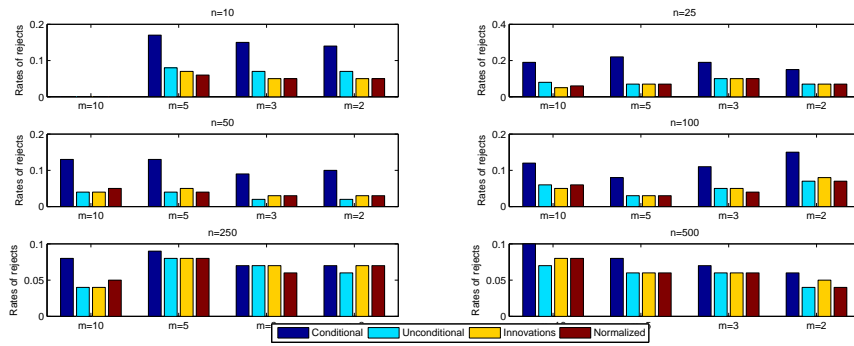 n=10
Rates of rejects
0.2
0.1
0
m=10 m=5 m=3 m=2
n=25
Rates of rejects
0.4
0.2
0
m=10 m=5 m=3 m=2
n=50
Rates of rejects
0.2
0.1
0
m=10 m=5 m=3 m=2
n=100
Rates of rejects
0.2
0.1
0
m=10 m=5 m=3 m=2
n=250
Rates of rejects
0.1
0.05
0
m=10 m=5 m=2
n=500
Rates of rejects
0.1
0.05
0
m=3 m=2
Conditional Unconditional Innovations Normalized